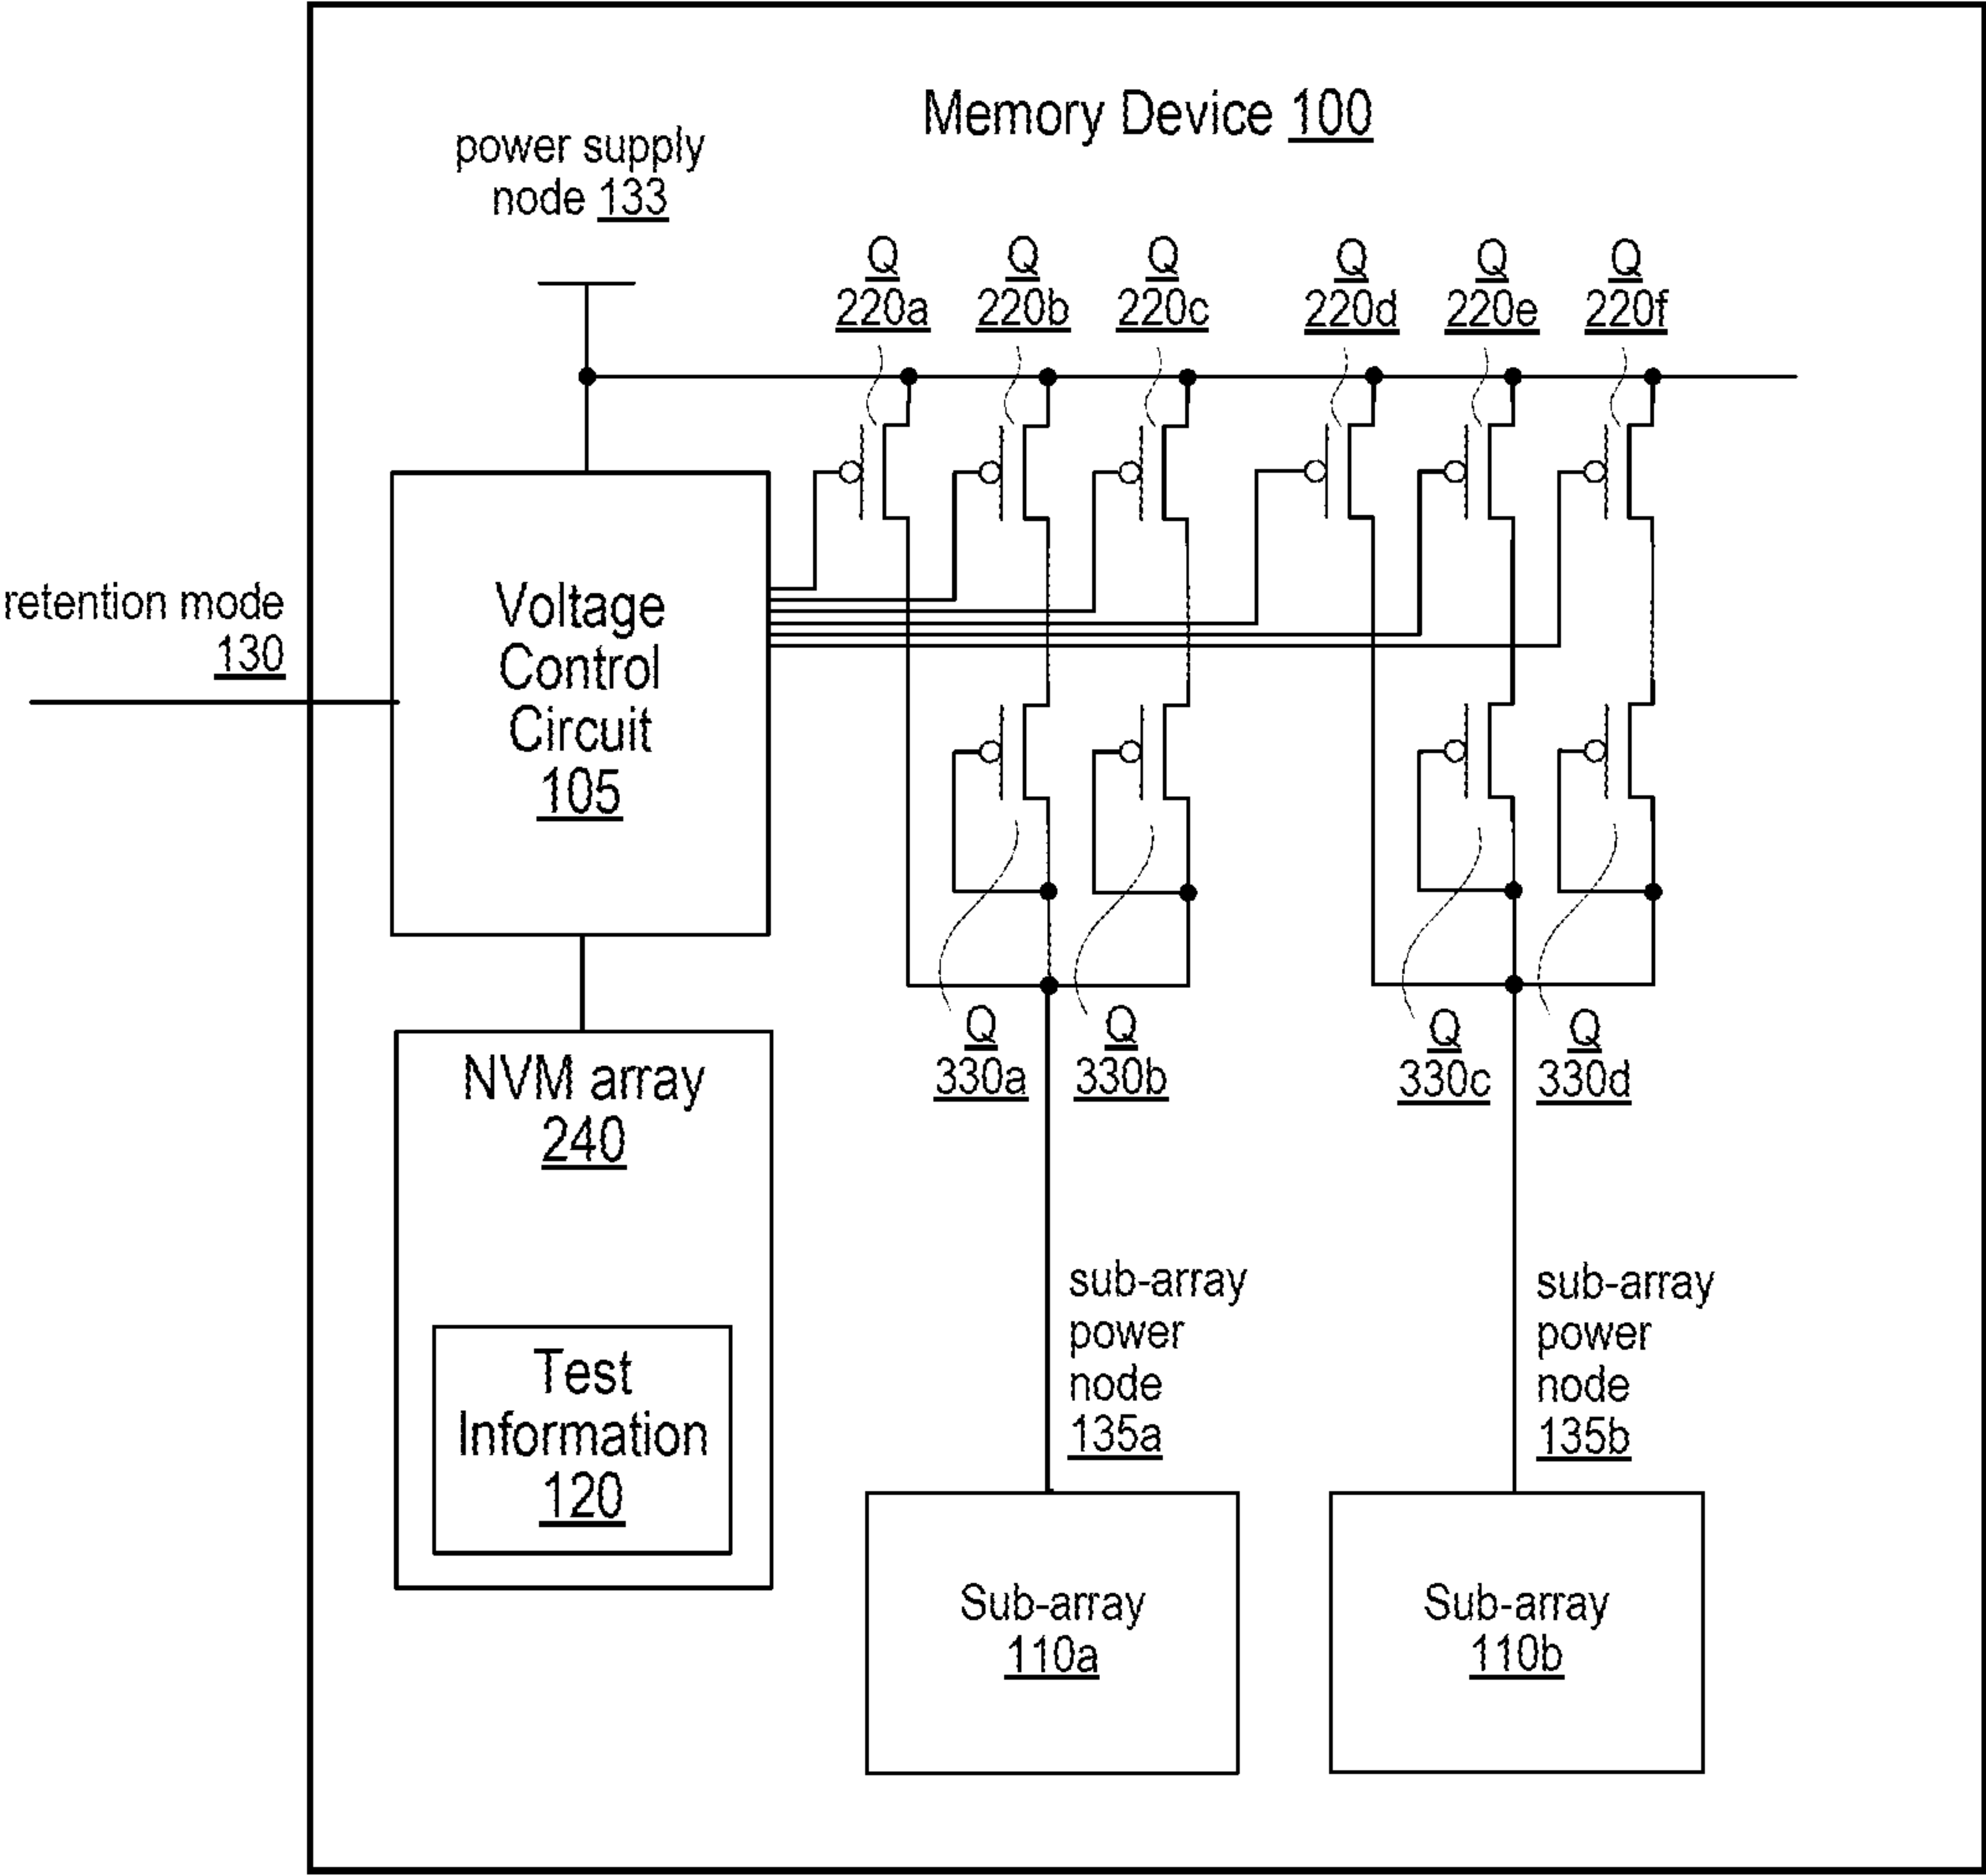 Memory Device 100
power supply
node 133
Q
220a
Q
220b
Q
220c
Q
220d
Q
220e
Q
220f
retention mode
130
Voltage
Control
Circuit
105
Q
330a
Q
330b
Q
330c
Q
330d
NVM array
240
Test
Information
120
sub-array
power
node
135a
sub-array
power
node
135b
Sub-array
110a
Sub-array
110b